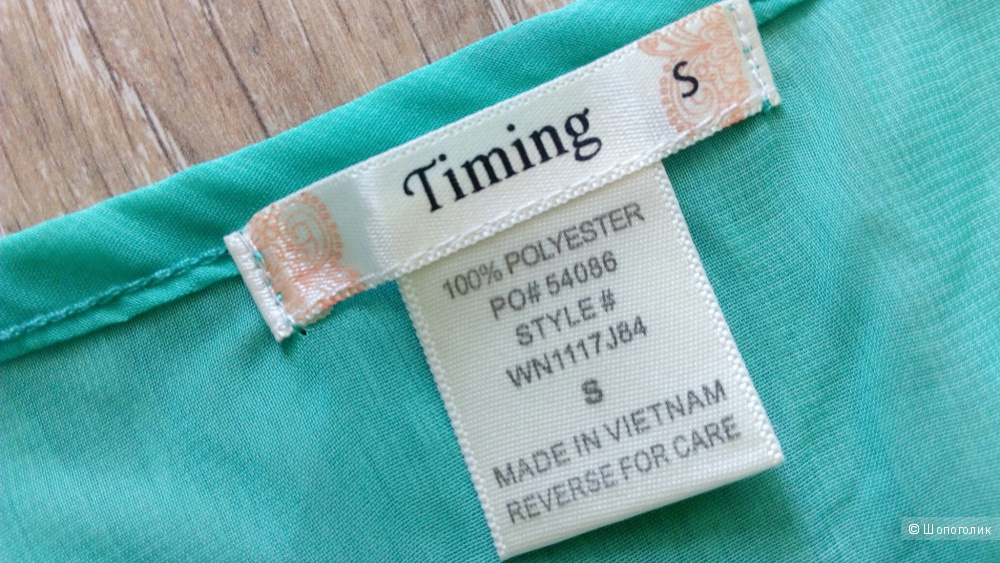 Timing
S
100% POLYESTER
PO# 54086
STYLE #
WN1117J84
S
MADE IN VIETNAM
REVERSE FOR CARE
© Шопоголик